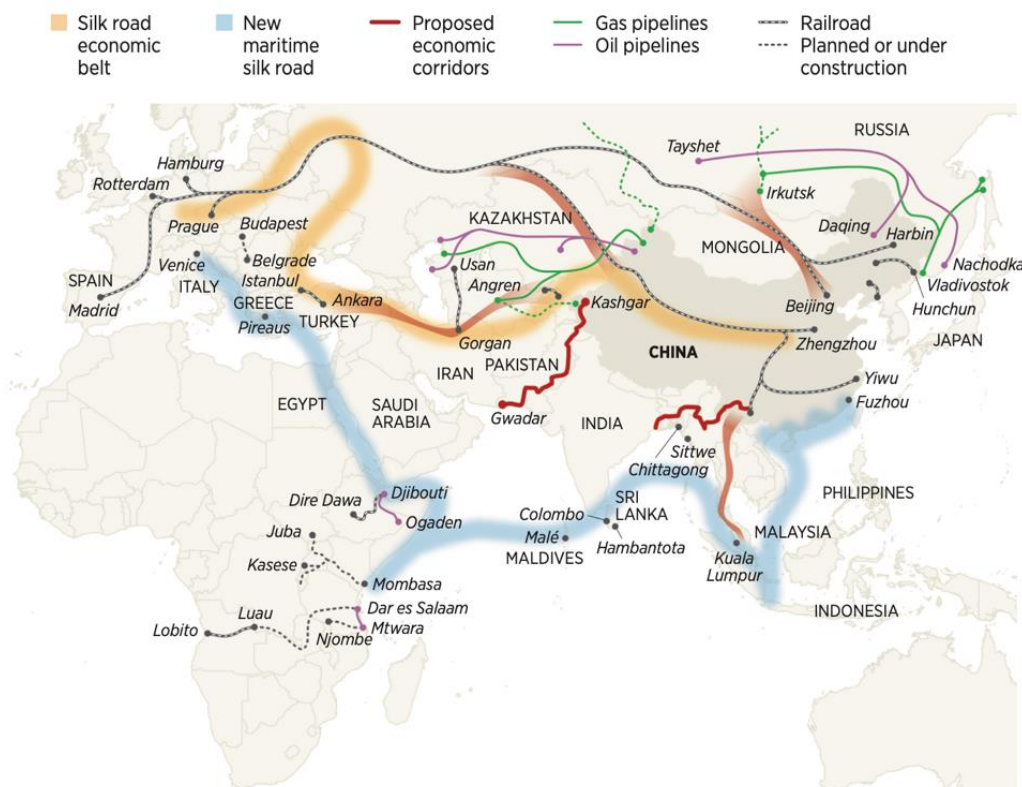 Silk road
economic
belt
New
maritime
silk road
Proposed
economic
corridors
Gas pipelines
Oil pipelines
Railroad
Planned or under
construction
RUSSIA
Tayshet
Hamburg
Rotterdam
Irkutsk
KAZAKHSTAN
Prague
Budapest
MONGOLIA
Daqing
Harbin
Belgrade
Venice
Usan
Nachodka
SPAIN
ITALY
Istanbul
Angren
Vladivostok
Madrid
GREECE
Ankara
Kashgar
Beijing
Hunchun
Pireaus
TURKEY
Gorgan
Zhengzhou
JAPAN
CHINA
IRAN
PAKISTAN
Yiwu
EGYPT
SAUDI
ARABIA
Gwadar
INDIA
Fuzhou
Sittwe
Chittagong
Djibouti
PHILIPPINES
Dire Dawa
SRI
LANKA
Ogaden
Colombo
Juba
MALAYSIA
Malé
Hambantota
MALDIVES
Kuala
Lumpur
Kasese
Mombasa
Dar es Salaam
INDONESIA
Luau
Lobito
Njombe
Mtwara